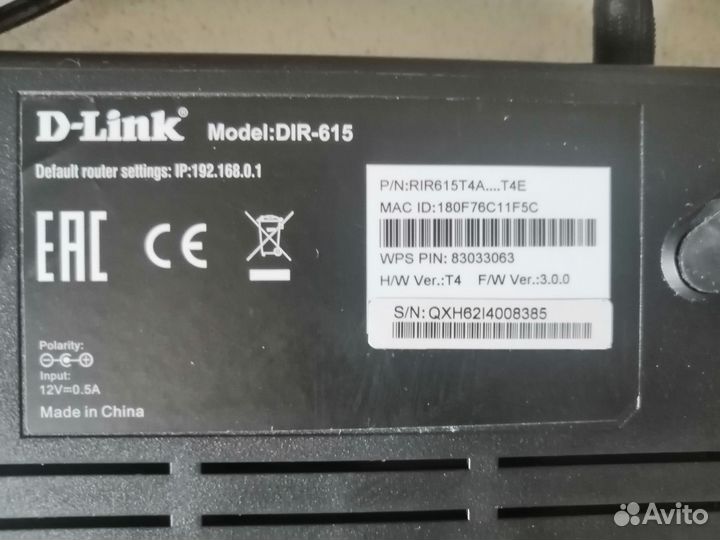 D-Link Model:DIR-615
Default router settings: IP:192.168.0.1
P/N:RIR615T4A....T4E
MAC ID:180F76C11F5C
WPS PIN: 83033063
H/W Ver.:T4 F/W Ver.:3.0.0
S/N: QXH62I4008385
EAC CE
Polarity:
Input:
12V=0.5A
Made in China
Avito